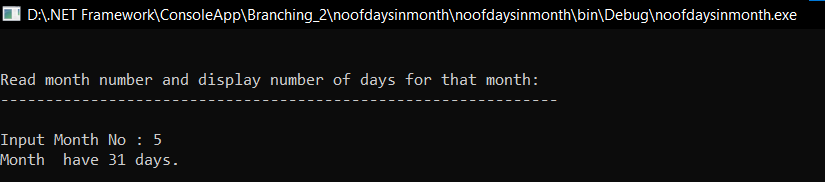 D:\.NET Framework\ConsoleApp\Branching_2\noofdaysinmonth\noofdaysinmonth\bin\Debug\noofdaysinmonth.exe
Read month number and display number of days for that month:
--------------------------------------------------------------
Input Month No : 5
Month  have 31 days.